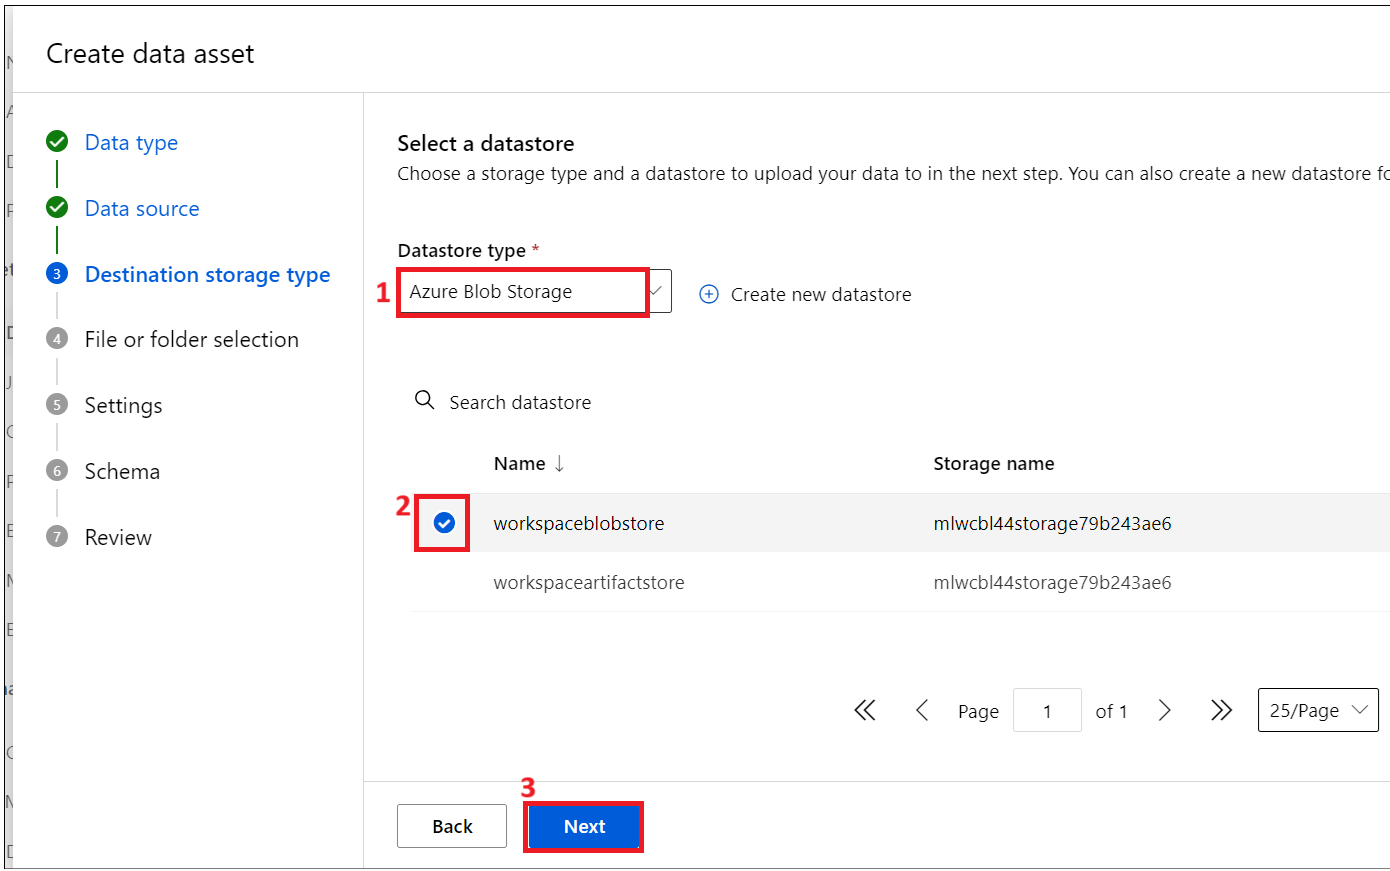 Create data asset
Data type
Data source
3 Destination storage type
4 File or folder selection
5 Settings
6 Schema
7 Review
Select a datastore
Choose a storage type and a datastore to upload your data to in the next step. You can also create a new datastore fo
Datastore type *
1 Azure Blob Storage
Create new datastore
Search datastore
Name ↓ Storage name
2 workspaceblobstore mlwcbl44storage79b243ae6
workspaceartifactstore mlwcbl44storage79b243ae6
Page 1 of 1 25/Page
3
Back Next